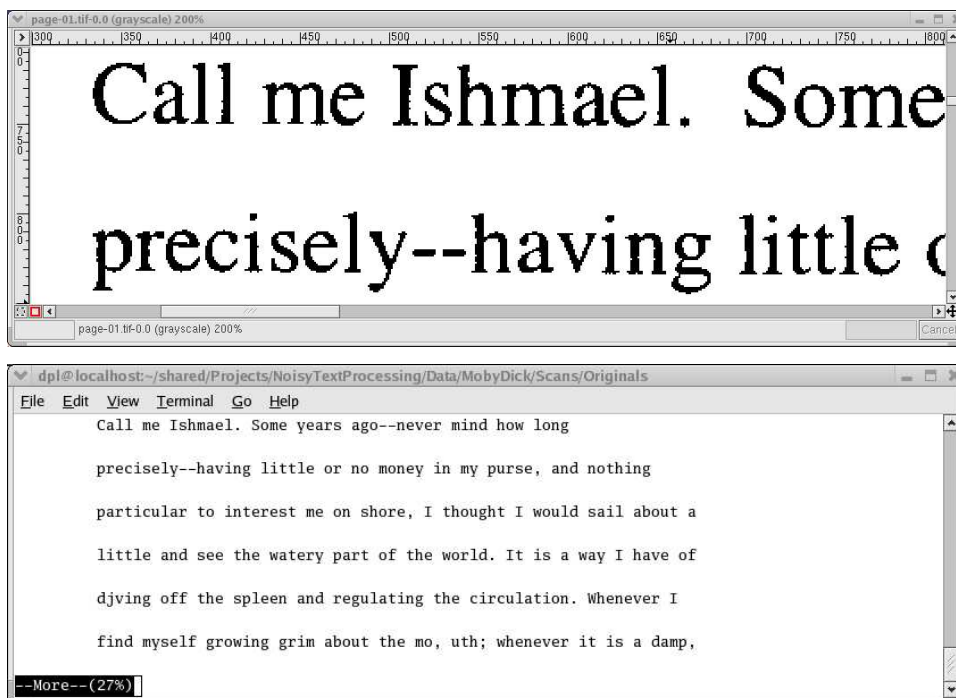 page-01.tif-0.0 (grayscale) 200%
300 350 400 450 500 550 600 650 700 750 800
Call me Ishmael. Some
750
800
precisely--having little
page-01.tif-0.0 (grayscale) 200%
Cancel
dpl@localhost:~/shared/Projects/NoisyTextProcessing/Data/MobyDick/Scans/Originals
File Edit View Terminal Go Help
Call me Ishmael. Some years ago--never mind how long
precisely--having little or no money in my purse, and nothing
particular to interest me on shore, I thought I would sail about a
little and see the watery part of the world. It is a way I have of
djving off the spleen and regulating the circulation. Whenever I
find myself growing grim about the mo, uth; whenever it is a damp,
--More--(27%)